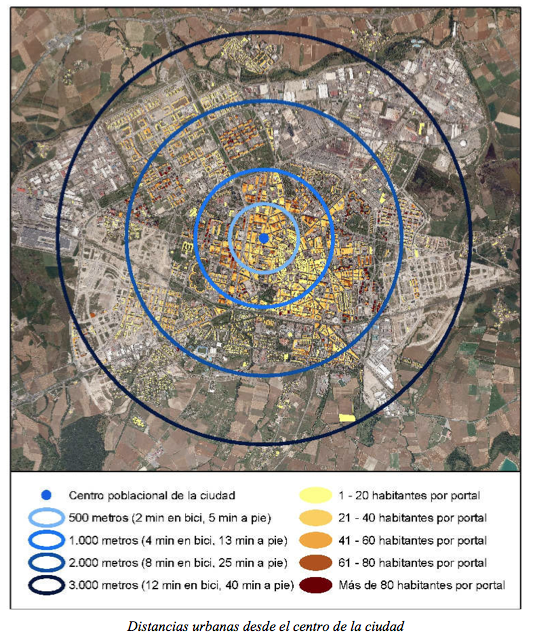 Centro poblacional de la ciudad
500 metros (2 min en bici, 5 min a pie)
1.000 metros (4 min en bici, 13 min a pie)
2.000 metros (8 min en bici, 25 min a pie)
3.000 metros (12 min en bici, 40 min a pie)
1 - 20 habitantes por portal
21 - 40 habitantes por portal
41 - 60 habitantes por portal
61 - 80 habitantes por portal
Más de 80 habitantes por portal
Distancias urbanas desde el centro de la ciudad